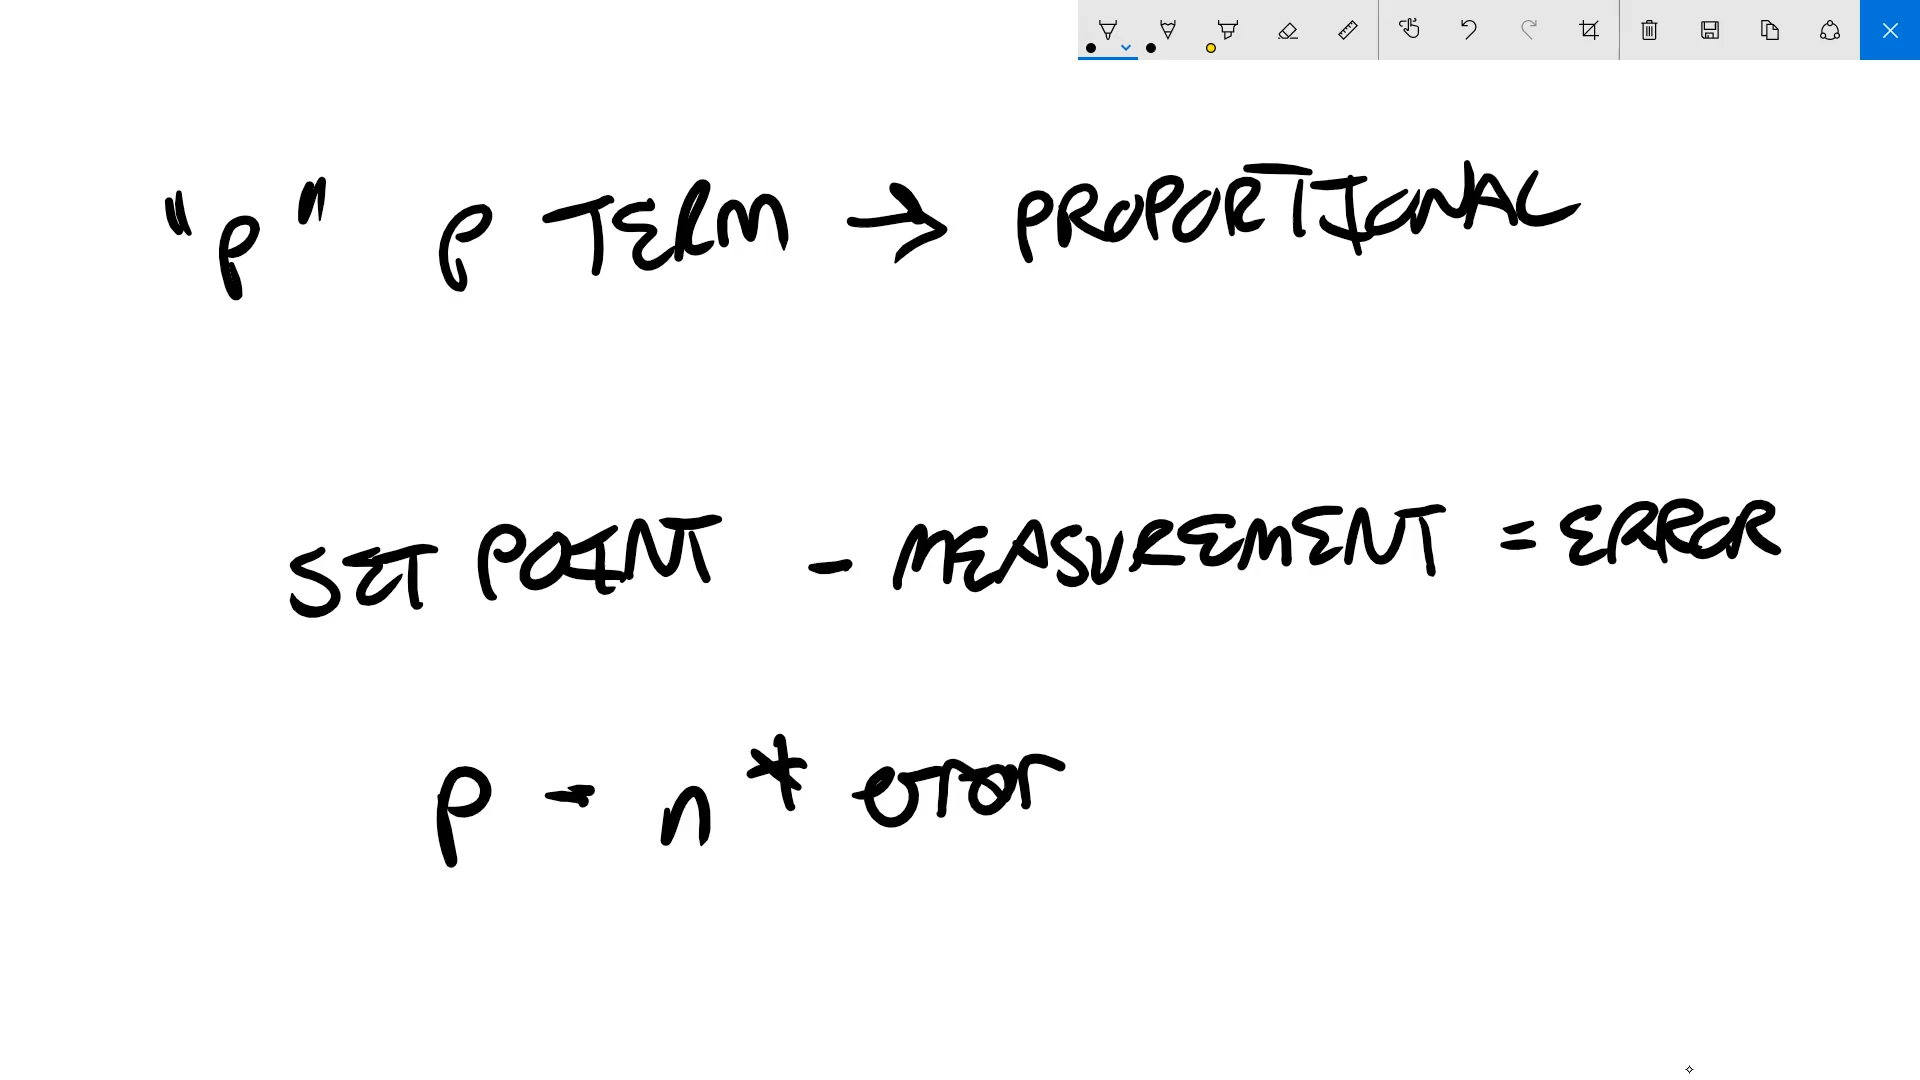 "P" P TERM → PROPORTIONAL
SET POINT - MEASUREMENT = ERROR
P = n * error